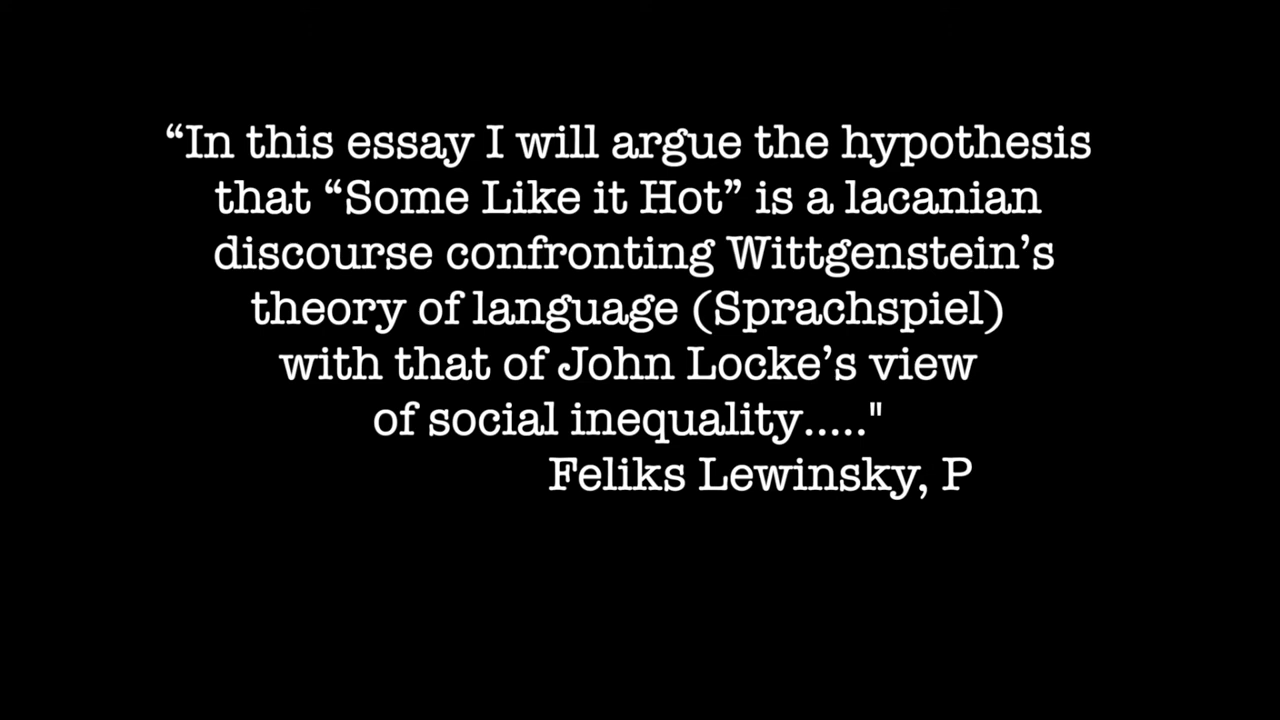 “In this essay I will argue the hypothesis
that “Some Like it Hot” is a lacanian
discourse confronting Wittgenstein’s
theory of language (Sprachspiel)
with that of John Locke’s view
of social inequality....."
Feliks Lewinsky, P